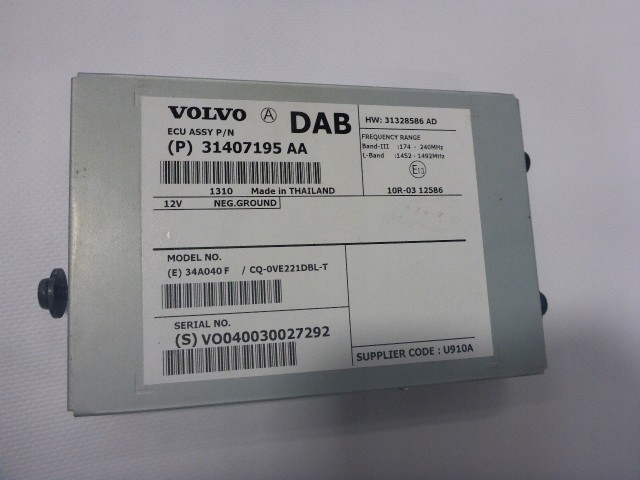 VOLVO Ⓐ DAB
ECU ASSY P/N
(P) 31407195 AA
1310 Made in THAILAND
12V NEG.GROUND
HW: 31328586 AD
FREQUENCY RANGE
Band-III :174 - 240MHz
L-Band :1452 - 1492MHz
E13
10R-03 12586
MODEL NO.
(E) 34A040 F / CQ-0VE221DBL-T
SERIAL NO.
(S) VO040030027292
SUPPLIER CODE : U910A